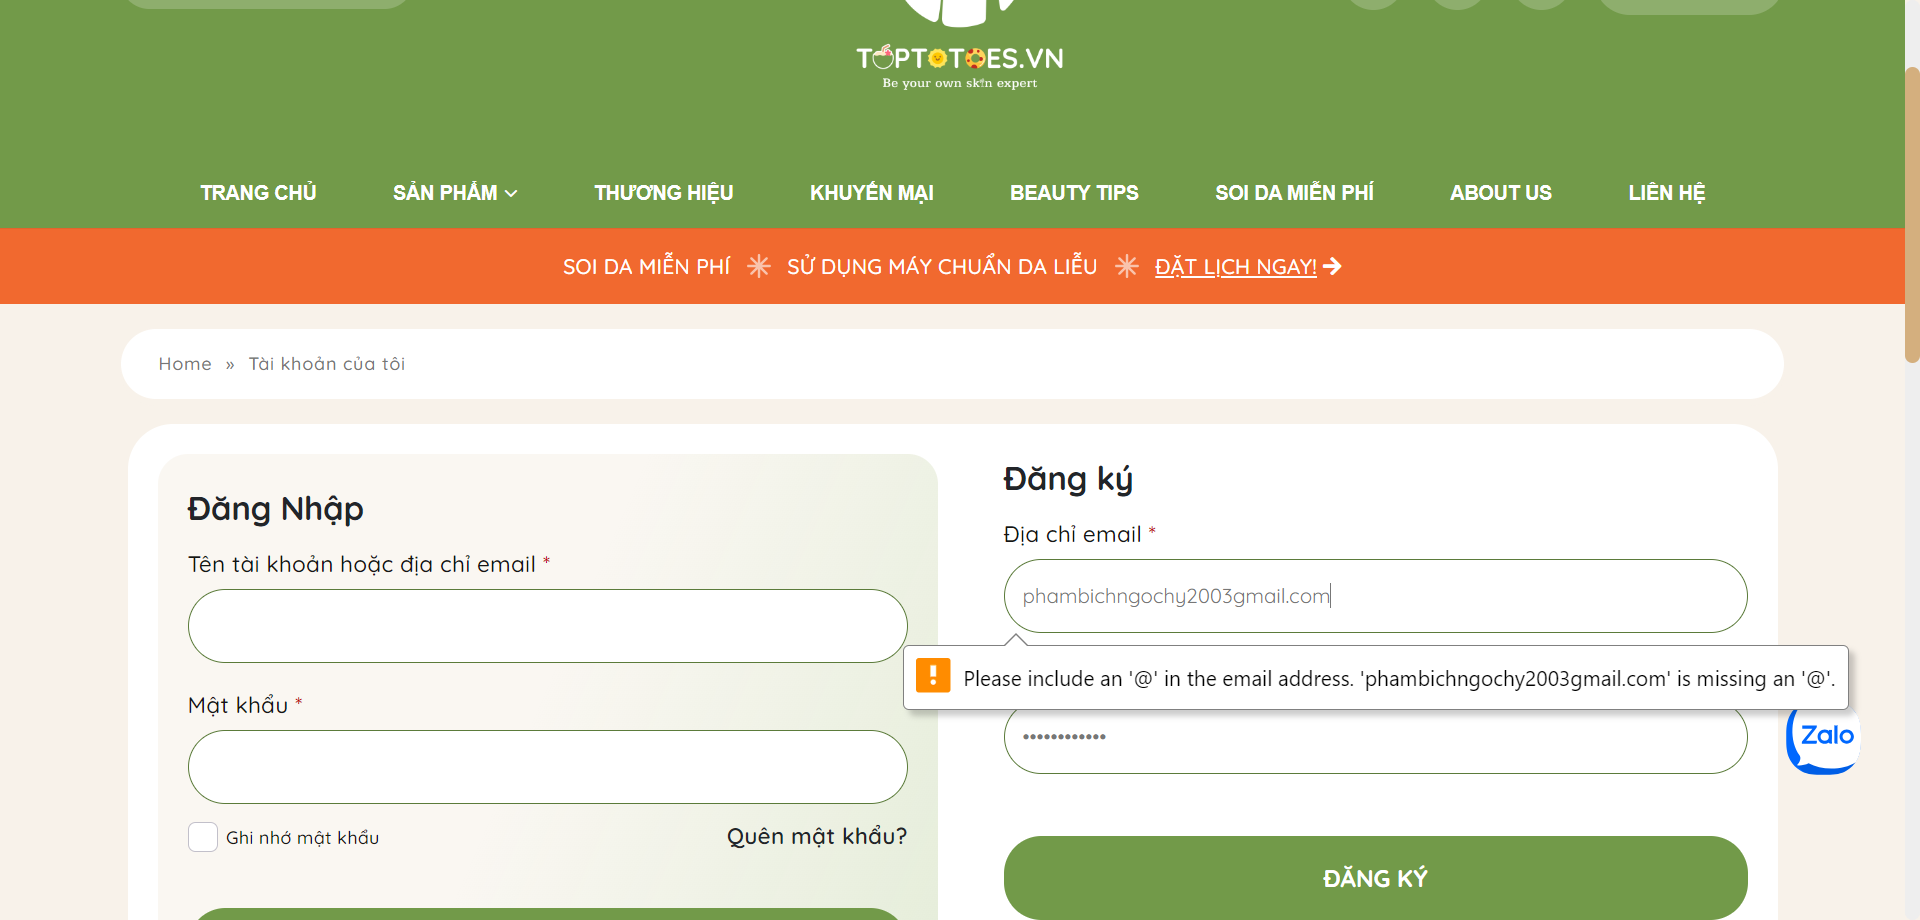 TOPTOTOES.VN
Be your own skin expert
TRANG CHỦ SẢN PHẨM THƯƠNG HIỆU KHUYẾN MẠI BEAUTY TIPS SOI DA MIỄN PHÍ ABOUT US LIÊN HỆ
SOI DA MIỄN PHÍ SỬ DỤNG MÁY CHUẨN DA LIỄU ĐẶT LỊCH NGAY!
Home » Tài khoản của tôi
Đăng Nhập
Tên tài khoản hoặc địa chỉ email *
Mật khẩu *
Ghi nhớ mật khẩu
Quên mật khẩu?
Đăng ký
Địa chỉ email *
phambichngochy2003gmail.com
Please include an '@' in the email address. 'phambichngochy2003gmail.com' is missing an '@'.
••••••••••••
Zalo
ĐĂNG KÝ